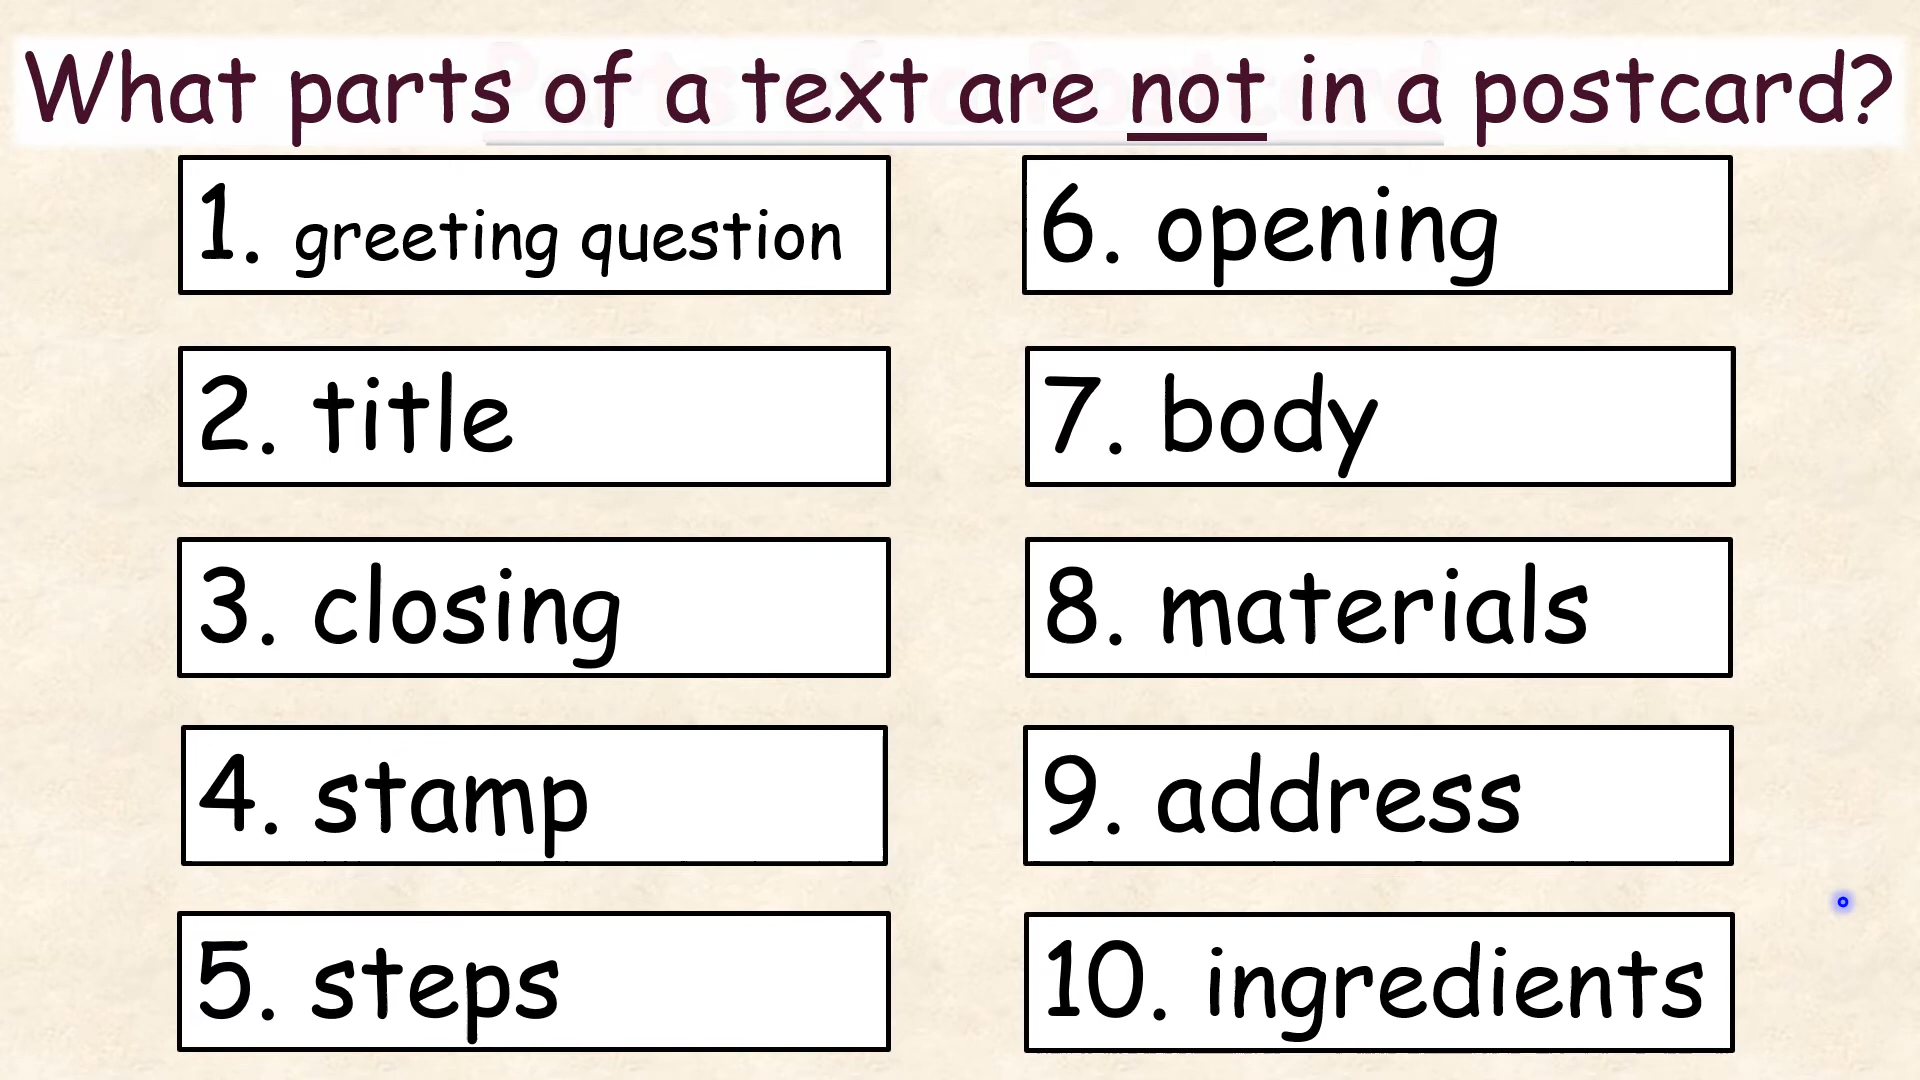 What parts of a text are not in a postcard?
1. greeting question
2. title
3. closing
4. stamp
5. steps
6. opening
7. body
8. materials
9. address
10. ingredients